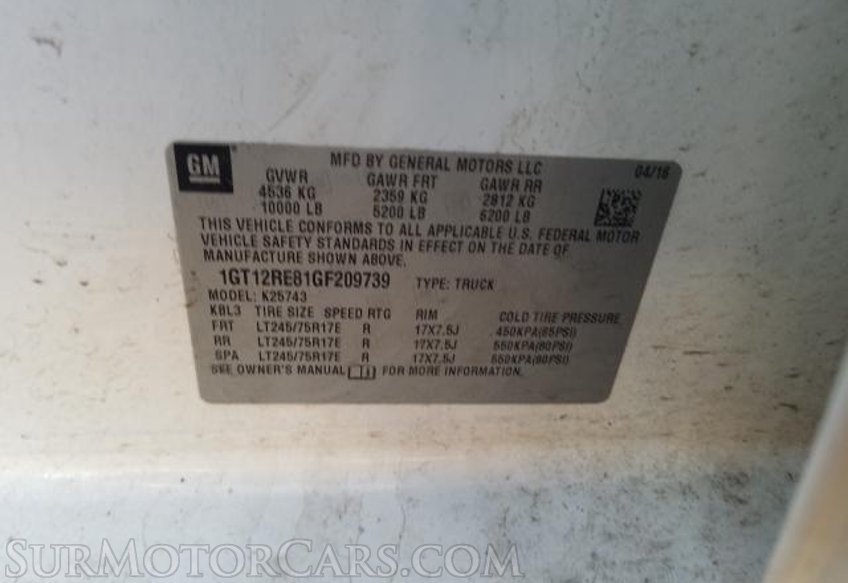 GM
MFD BY GENERAL MOTORS LLC 04/16
GVWR GAWR FRT GAWR RR
4536 KG 2359 KG 2812 KG
10000 LB 5200 LB 6200 LB
THIS VEHICLE CONFORMS TO ALL APPLICABLE U.S. FEDERAL MOTOR
VEHICLE SAFETY STANDARDS IN EFFECT ON THE DATE OF
MANUFACTURE SHOWN ABOVE.
1GT12RE81GF209739 TYPE: TRUCK
MODEL: K25743
KBL3 TIRE SIZE SPEED RTG RIM COLD TIRE PRESSURE
FRT LT245/75R17E R 17X7.5J 450KPA(65PSI)
RR LT245/75R17E R 17X7.5J 550KPA(80PSI)
SPA LT245/75R17E R 17X7.5J 550KPA(80PSI)
SEE OWNER'S MANUAL FOR MORE INFORMATION.
SURMOTORCARS.COM